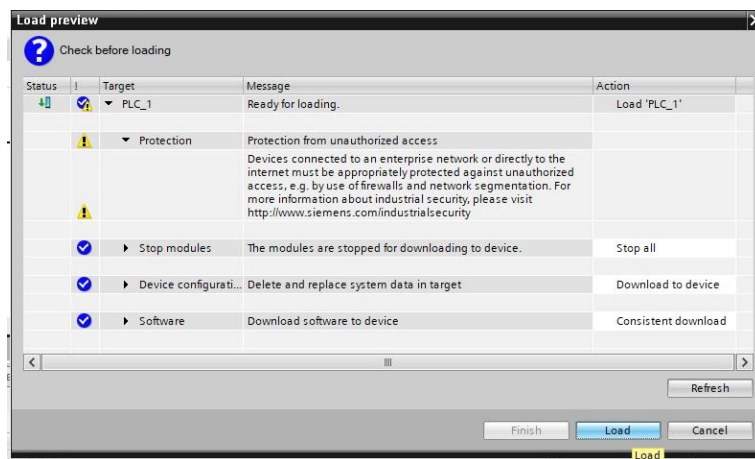 Load preview
Check before loading
Status ! Target Message Action
PLC_1 Ready for loading. Load 'PLC_1'
Protection Protection from unauthorized access
Devices connected to an enterprise network or directly to the
internet must be appropriately protected against unauthorized
access, e.g. by use of firewalls and network segmentation. For
more information about industrial security, please visit
http://www.siemens.com/industrialsecurity
Stop modules The modules are stopped for downloading to device. Stop all
Device configurati... Delete and replace system data in target Download to device
Software Download software to device Consistent download
Refresh
Finish Load Cancel
Load